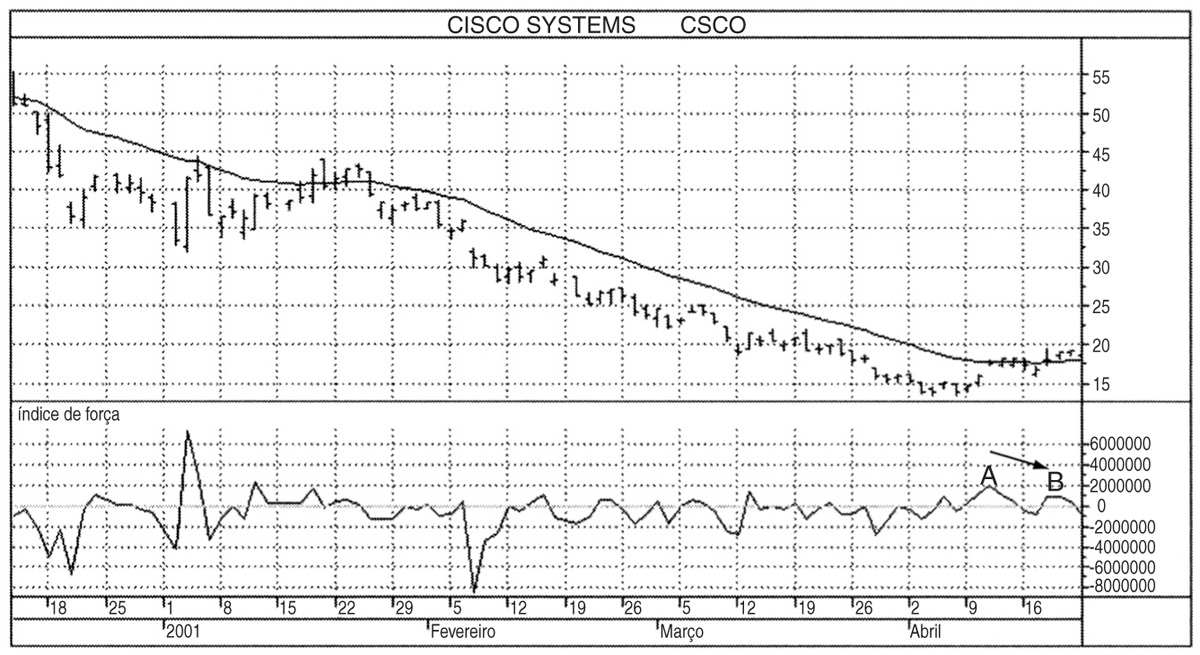 CISCO SYSTEMS CSCO
55
50
45
40
35
30
25
20
15
índice de força
6000000
4000000
2000000
0
-2000000
-4000000
-6000000
-8000000
A
B
18 25 1 8 15 22 29 5 12 19 26 5 12 19 26 2 9 16
2001 Fevereiro Março Abril